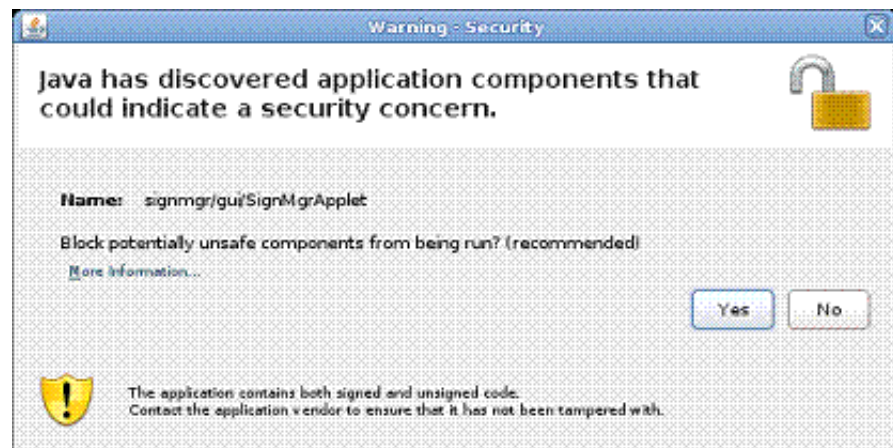 Warning - Security
Java has discovered application components that
could indicate a security concern.
Name: signmgr/gui/SignMgrApplet
Block potentially unsafe components from being run? (recommended)
More Information...
Yes No
The application contains both signed and unsigned code.
Contact the application vendor to ensure that it has not been tampered with.